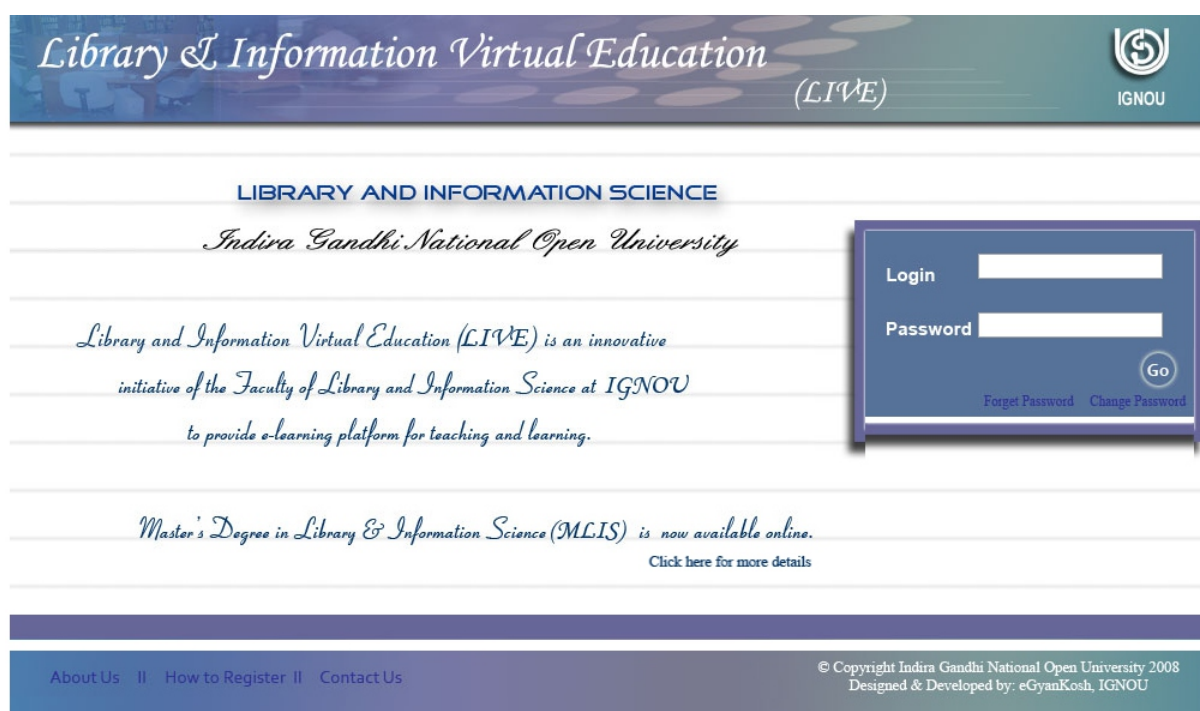 Library & Information Virtual Education
(LIVE)
IGNOU
LIBRARY AND INFORMATION SCIENCE
Indira Gandhi National Open University
Library and Information Virtual Education (LIVE) is an innovative
initiative of the Faculty of Library and Information Science at IGNOU
to provide e-learning platform for teaching and learning.
Master's Degree in Library & Information Science (MLIS) is now available online.
Click here for more details
Login
Password
Go
Forget Password Change Password
About Us II How to Register II Contact Us
© Copyright Indira Gandhi National Open University 2008
Designed & Developed by: eGyanKosh, IGNOU